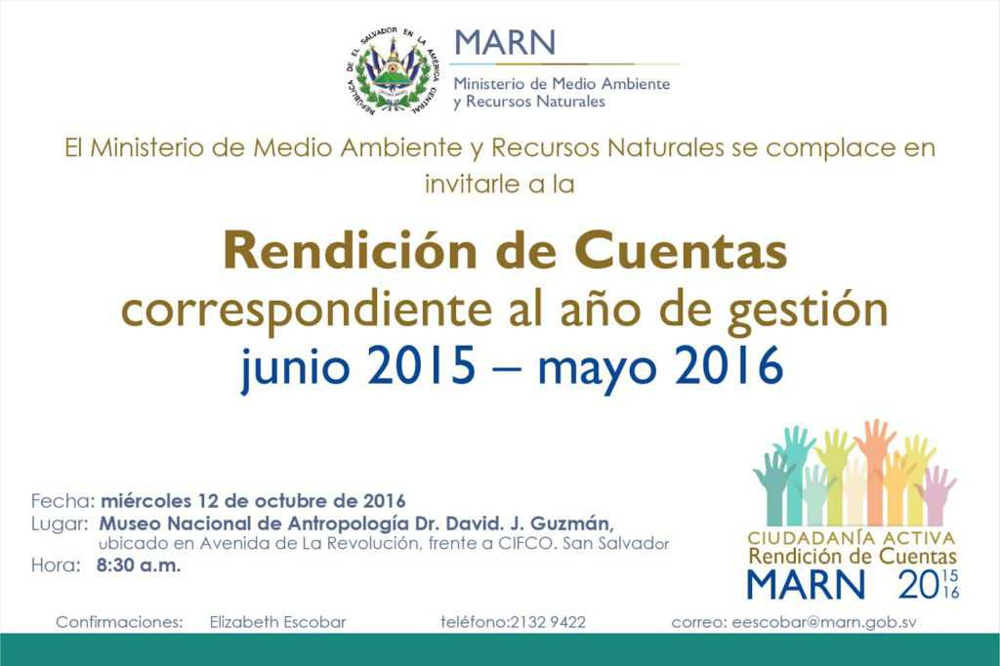 REPÚBLICA DE EL SALVADOR EN LA AMÉRICA CENTRAL
MARN
Ministerio de Medio Ambiente
y Recursos Naturales
El Ministerio de Medio Ambiente y Recursos Naturales se complace en
invitarle a la
Rendición de Cuentas
correspondiente al año de gestión
junio 2015 – mayo 2016
Fecha: miércoles 12 de octubre de 2016
Lugar: Museo Nacional de Antropología Dr. David. J. Guzmán,
ubicado en Avenida de La Revolución, frente a CIFCO. San Salvador
Hora: 8:30 a.m.
CIUDADANÍA ACTIVA
Rendición de Cuentas
MARN 20 15 16
Confirmaciones: Elizabeth Escobar teléfono:2132 9422 correo: eescobar@marn.gob.sv